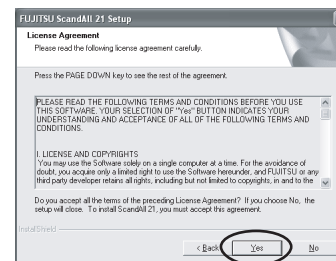 FUJITSU ScandAll 21 Setup
License Agreement
Please read the following license agreement carefully.
Press the PAGE DOWN key to see the rest of the agreement.
PLEASE READ THE FOLLOWING TERMS AND CONDITIONS BEFORE YOU USE
THIS SOFTWARE. YOUR SELECTION OF "Yes" BUTTON INDICATES YOUR
UNDERSTANDING AND ACCEPTANCE OF ALL OF THE FOLLOWING TERMS AND
CONDITIONS.
I. LICENSE AND COPYRIGHTS
You may use the Software solely on a single computer at a time. For the avoidance of
doubt, you acquire only a limited right to use the Software hereunder, and FUJITSU or any
third party developer retains all rights, including but not limited to copyrights, in and to the
Do you accept all the terms of the preceding License Agreement? If you choose No, the
setup will close. To install ScandAll 21, you must accept this agreement.
InstallShield
< Back Yes No